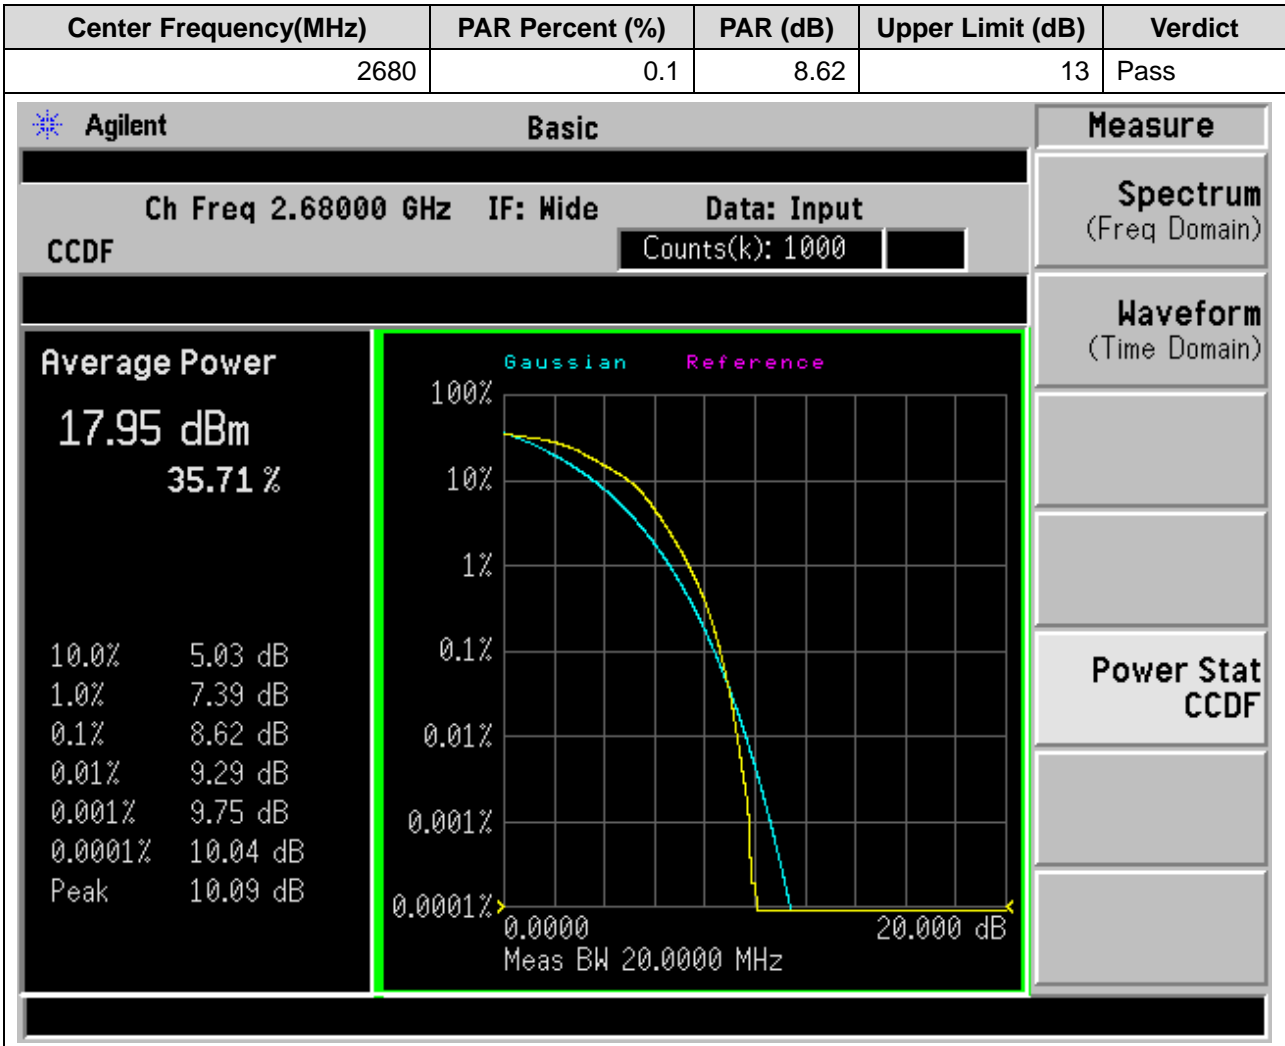 Center Frequency(MHz) PAR Percent (%) PAR (dB) Upper Limit (dB) Verdict
2680 0.1 8.62 13 Pass
Agilent Basic Measure
Ch Freq 2.68000 GHz IF: Wide Data: Input
CCDF Counts(k): 1000
Average Power
17.95 dBm
35.71 %
10.0% 5.03 dB
1.0% 7.39 dB
0.1% 8.62 dB
0.01% 9.29 dB
0.001% 9.75 dB
0.0001% 10.04 dB
Peak 10.09 dB
Gaussian Reference
100%
10%
1%
0.1%
0.01%
0.001%
0.0001%
0.0000 20.000 dB
Meas BW 20.0000 MHz
Spectrum
(Freq Domain)
Waveform
(Time Domain)
Power Stat
CCDF